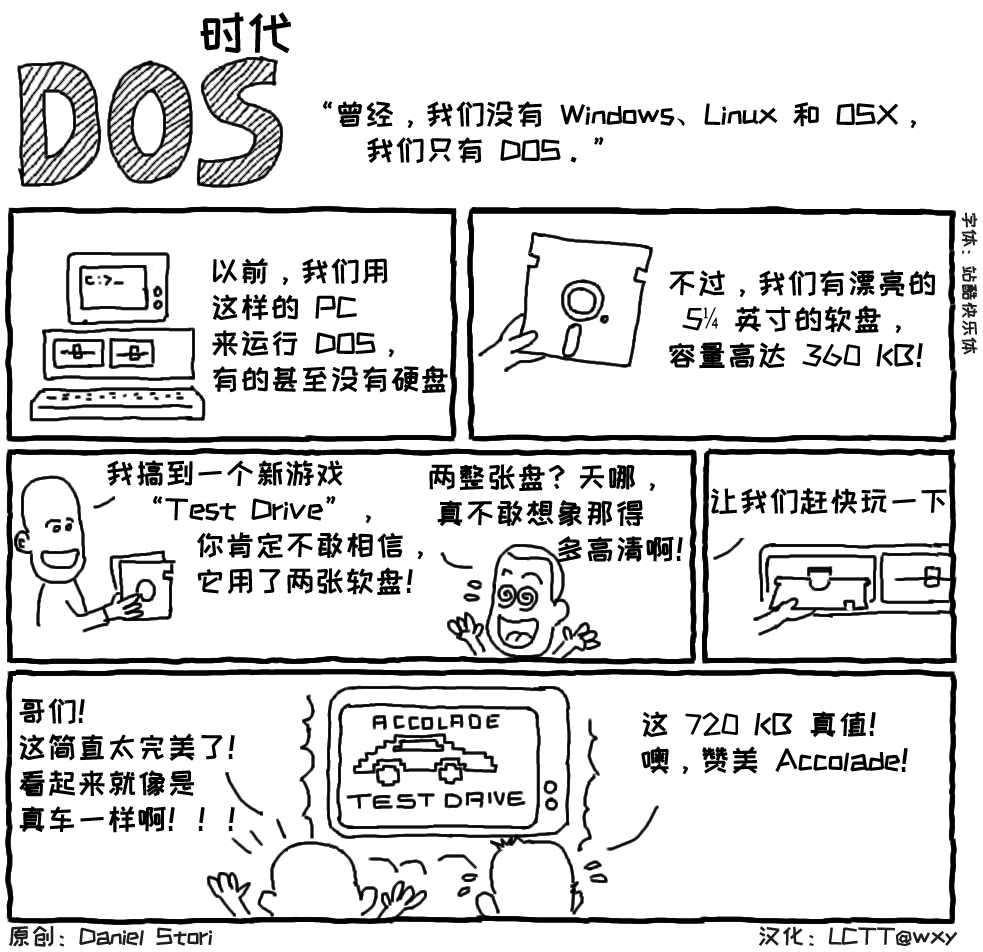 时代
DOS
“曾经，我们没有 Windows、Linux 和 OSX，
我们只有 DOS。”
字体：站酷快乐体
C:>_
以前，我们用
这样的 PC
来运行 DOS，
有的甚至没有硬盘
不过，我们有漂亮的
5¼ 英寸的软盘，
容量高达 360 KB!
我搞到一个新游戏
“Test Drive”，
你肯定不敢相信，
它用了两张软盘!
两整张盘? 天哪，
真不敢想象那得
多高清啊!
让我们赶快玩一下
哥们!
这简直太完美了!
看起来就像是
真车一样啊! ! !
ACCOLADE
TEST DRIVE
这 720 KB 真值!
噢，赞美 Accolade!
原创：Daniel Stori
汉化：LCTT@wxy